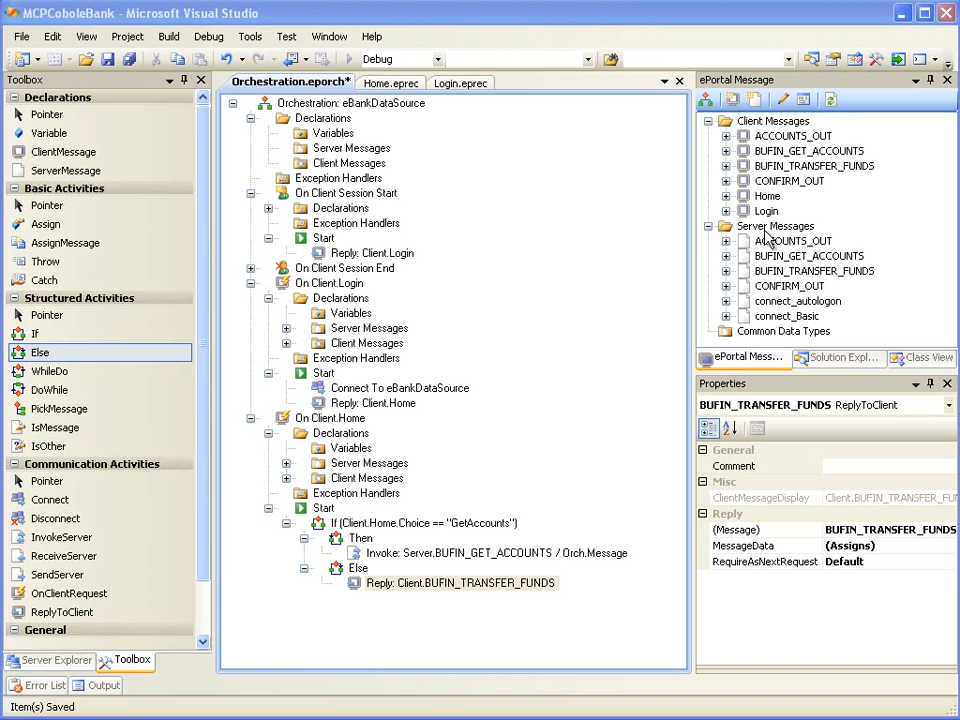 MCPCoboleBank - Microsoft Visual Studio
File Edit View Project Build Debug Tools Test Window Help
Debug
Toolbox
Declarations
Pointer
Variable
ClientMessage
ServerMessage
Basic Activities
Pointer
Assign
AssignMessage
Throw
Catch
Structured Activities
Pointer
If
Else
WhileDo
DoWhile
PickMessage
IsMessage
IsOther
Communication Activities
Pointer
Connect
Disconnect
InvokeServer
ReceiveServer
SendServer
OnClientRequest
ReplyToClient
General
Server Explorer Toolbox
Error List Output
Item(s) Saved
Orchestration.eporch* Home.eprec Login.eprec
Orchestration: eBankDataSource
Declarations
Variables
Server Messages
Client Messages
Exception Handlers
On Client Session Start
Declarations
Exception Handlers
Start
Reply: Client.Login
On Client Session End
On Client.Login
Declarations
Variables
Server Messages
Client Messages
Exception Handlers
Start
Connect To eBankDataSource
Reply: Client.Home
On Client.Home
Declarations
Variables
Server Messages
Client Messages
Exception Handlers
Start
If (Client.Home.Choice == "GetAccounts")
Then
Invoke: Server.BUFIN_GET_ACCOUNTS / Orch.Message
Else
Reply: Client.BUFIN_TRANSFER_FUNDS
ePortal Message
Client Messages
ACCOUNTS_OUT
BUFIN_GET_ACCOUNTS
BUFIN_TRANSFER_FUNDS
CONFIRM_OUT
Home
Login
Server Messages
ACCOUNTS_OUT
BUFIN_GET_ACCOUNTS
BUFIN_TRANSFER_FUNDS
CONFIRM_OUT
connect_autologon
connect_Basic
Common Data Types
ePortal Mess... Solution Expl... Class View
Properties
BUFIN_TRANSFER_FUNDS ReplyToClient
General
Comment
Misc
ClientMessageDisplay Client.BUFIN_TRANSFER_FUN
Reply
(Message) BUFIN_TRANSFER_FUNDS
MessageData (Assigns)
RequireAsNextRequest Default